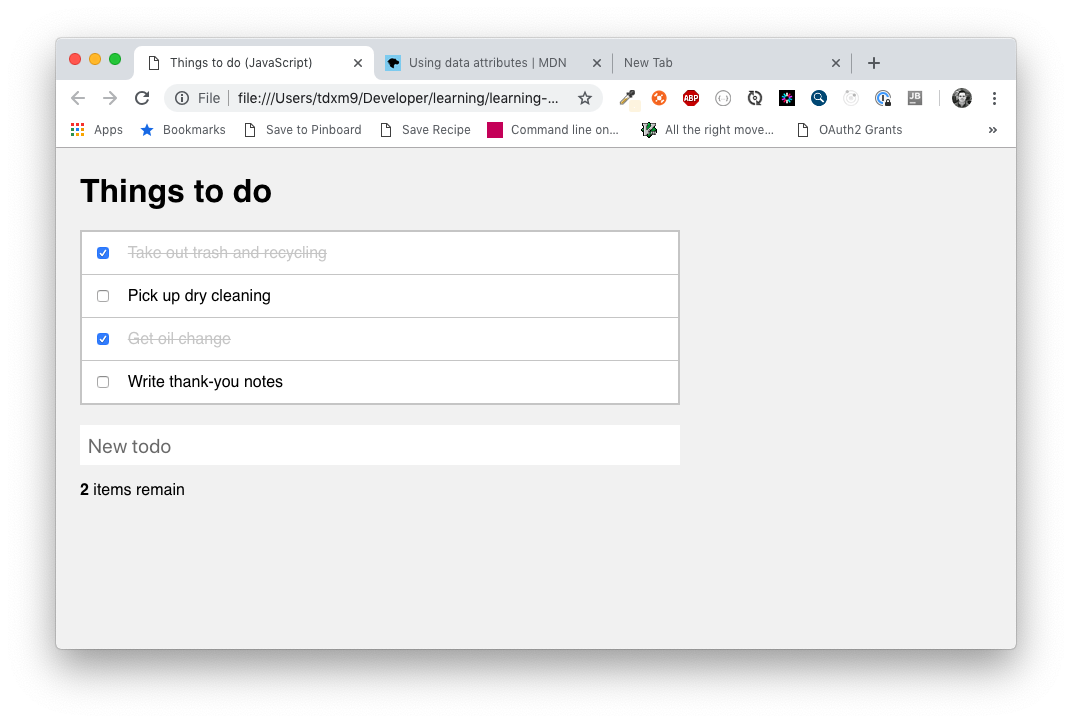 Things to do (JavaScript)
Using data attributes | MDN
New Tab
File
file:///Users/tdxm9/Developer/learning/learning-...
ABP
JB
Apps
Bookmarks
Save to Pinboard
Save Recipe
Command line on...
All the right move...
OAuth2 Grants
»
Things to do
Take out trash and recycling
Pick up dry cleaning
Get oil change
Write thank-you notes
New todo
2 items remain